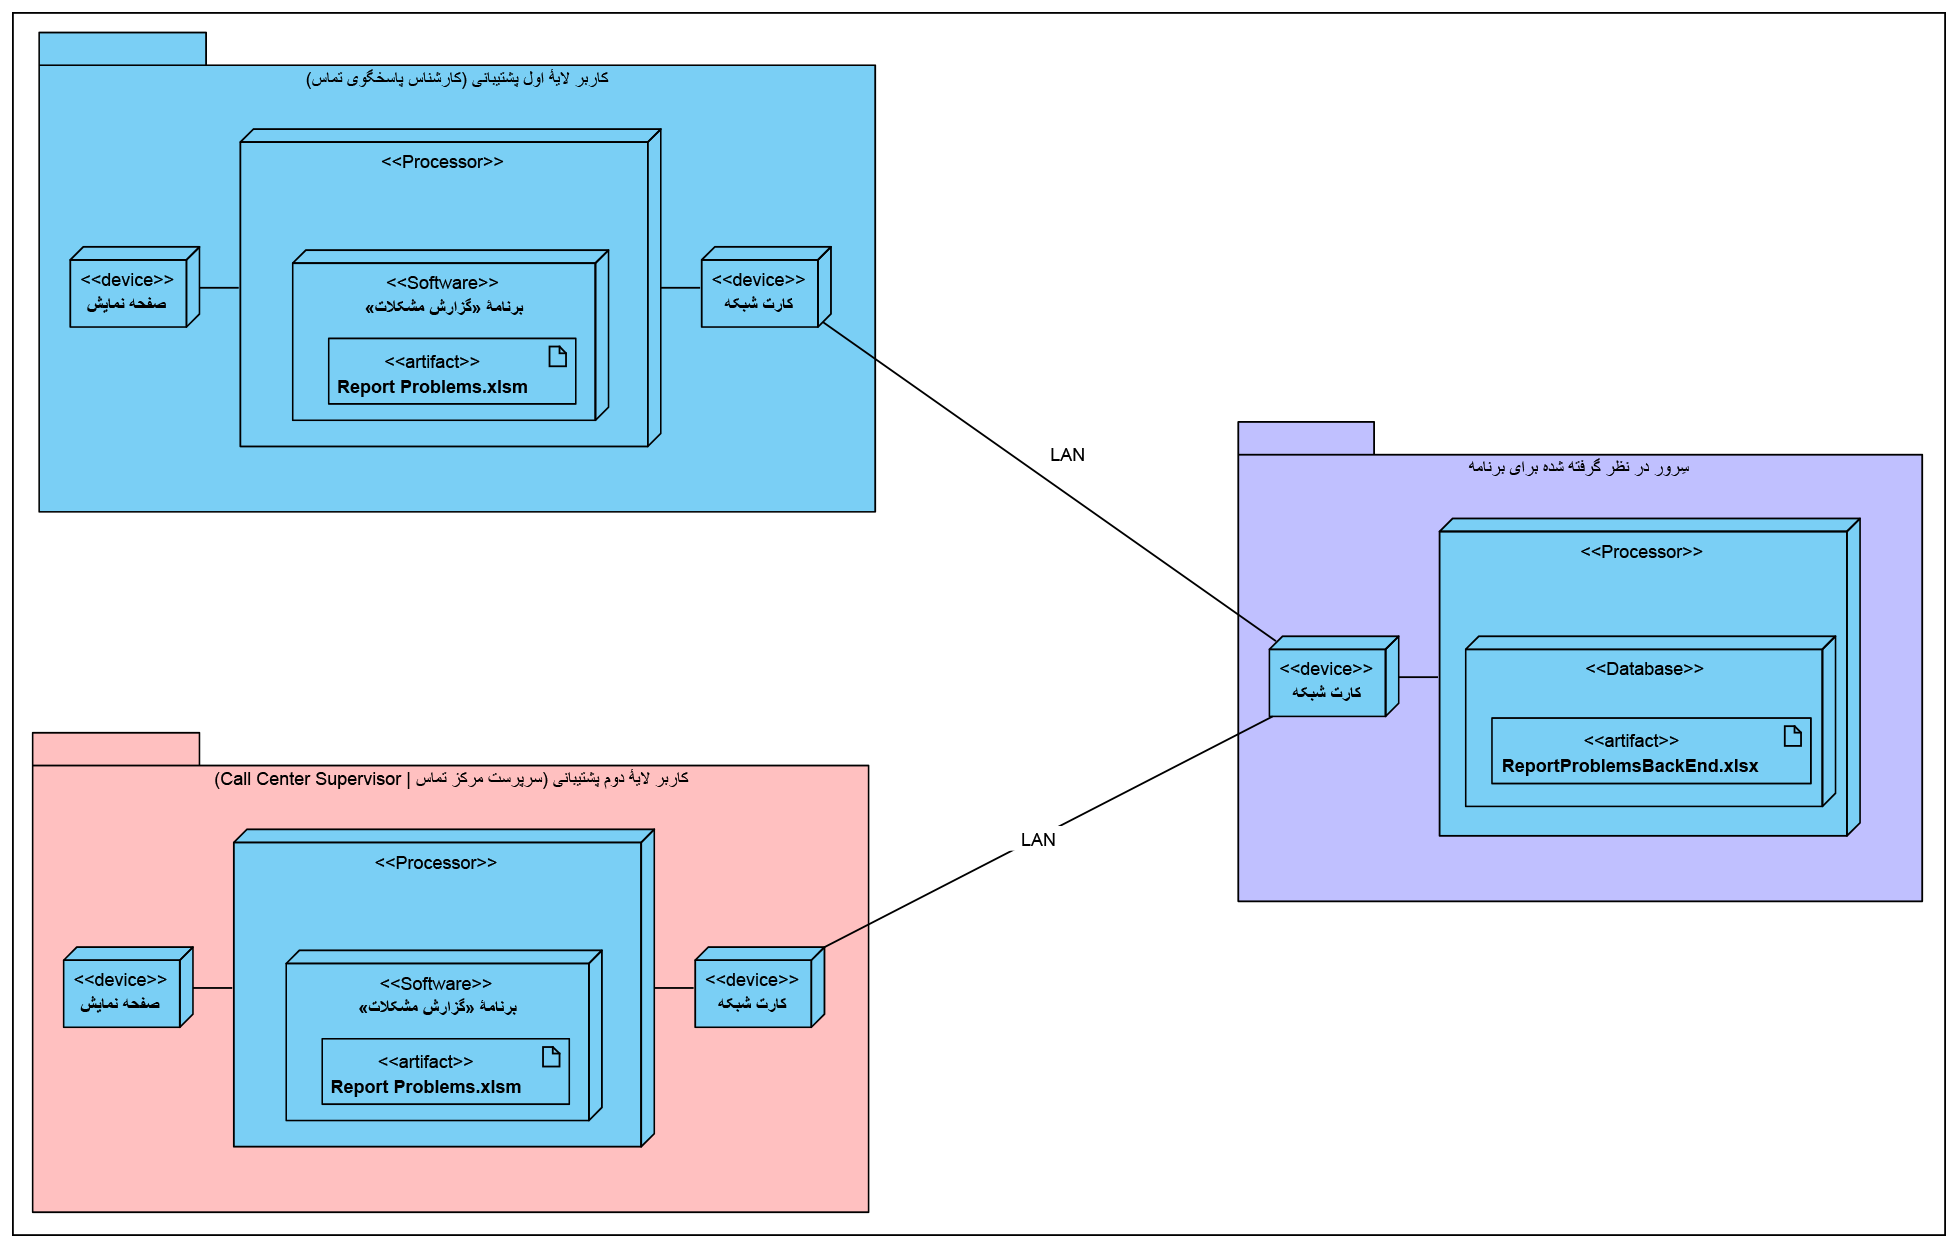 کاربر لایهٔ اول پشتیبانی (کارشناس پاسخگوی تماس)
<<Processor>>
<<device>>
صفحه نمایش
<<Software>>
برنامهٔ «گزارش مشکلات»
<<artifact>>
Report Problems.xlsm
<<device>>
کارت شبکه
LAN
سِرور در نظر گرفته شده برای برنامه
<<Processor>>
<<device>>
کارت شبکه
<<Database>>
<<artifact>>
ReportProblemsBackEnd.xlsx
LAN
کاربر لایهٔ دوم پشتیبانی (سرپرست مرکز تماس | Call Center Supervisor)
<<Processor>>
<<device>>
صفحه نمایش
<<Software>>
برنامهٔ «گزارش مشکلات»
<<artifact>>
Report Problems.xlsm
<<device>>
کارت شبکه